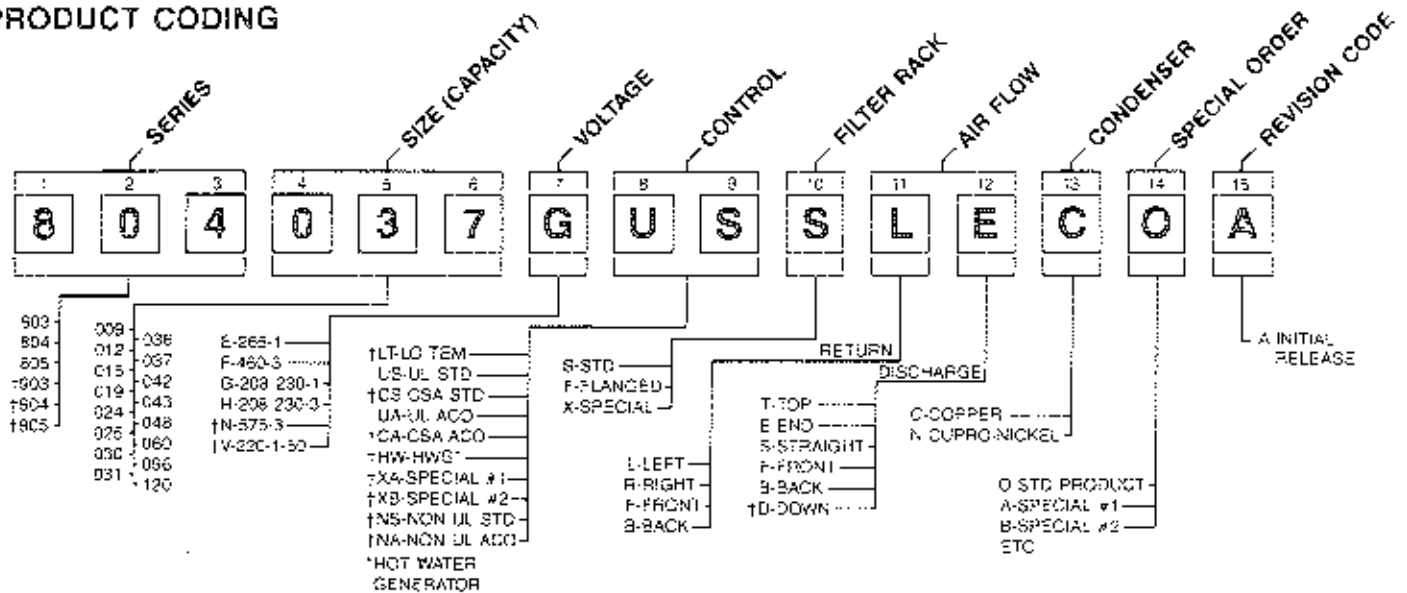 PRODUCT CODING
SERIES
SIZE (CAPACITY)
VOLTAGE
CONTROL
FILTER RACK
AIR FLOW
CONDENSER
SPECIAL ORDER
REVISION CODE
1 2 3 4 5 6 7 8 9 10 11 12 13 14 15
8 0 4 0 3 7 G U S S L E C O A
803
804
805
†903
†904
†905
009
012
015
019
024
025
030
031
036
037
042
043
048
060
096
120
E-265-1
F-460-3
G-208 230-1
H-208 230-3
†N-575-3
†V-220-1-50
†LT-LO TEM
US-UL STD
†CS-CSA STD
UA-UL ACO
†CA-CSA ACO
†HW-HWS*
†XA-SPECIAL #1
†XB-SPECIAL #2
†NS-NON UL STD
†NA-NON UL ACO
*HOT WATER
GENERATOR
S-STD
F-FLANGED
X-SPECIAL
RETURN
L-LEFT
R-RIGHT
F-FRONT
B-BACK
DISCHARGE
T-TOP
E-END
S-STRAIGHT
F-FRONT
B-BACK
†D-DOWN
C-COPPER
N-CUPRO-NICKEL
O-STD PRODUCT
A-SPECIAL #1
B-SPECIAL #2
ETC
A-INITIAL
RELEASE